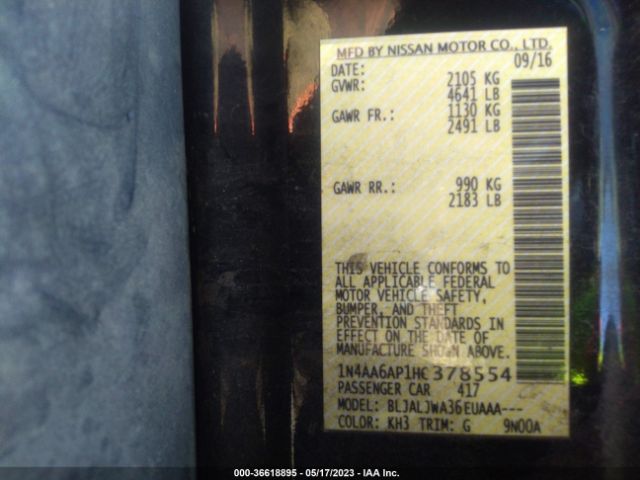 MFD BY NISSAN MOTOR CO., LTD.
DATE: 09/16
GVWR: 2105 KG
4641 LB
GAWR FR.: 1130 KG
2491 LB
GAWR RR.: 990 KG
2183 LB
THIS VEHICLE CONFORMS TO
ALL APPLICABLE FEDERAL
MOTOR VEHICLE SAFETY,
BUMPER, AND THEFT
PREVENTION STANDARDS IN
EFFECT ON THE DATE OF
MANUFACTURE SHOWN ABOVE.
1N4AA6AP1HC378554
PASSENGER CAR 417
MODEL: BLJALJWA36EUAAA---
COLOR: KH3 TRIM: G 9N00A
000-36618895 - 05/17/2023 - IAA Inc.